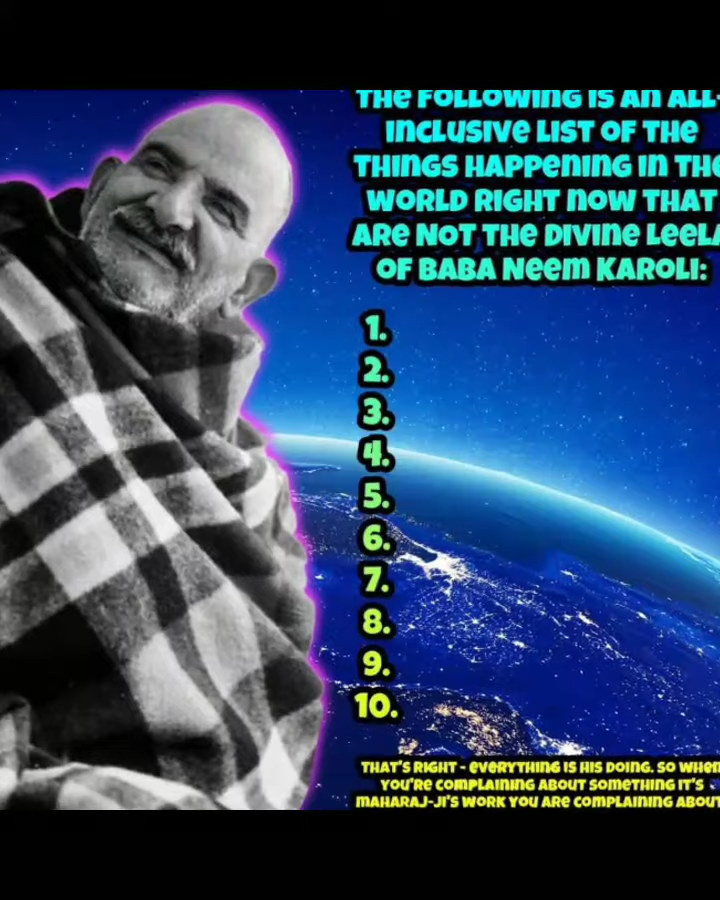 THE FOLLOWING IS AN ALL-
INCLUSIVE LIST OF THE
THINGS HAPPENING IN THE
WORLD RIGHT NOW THAT
ARE NOT THE DIVINE LEELA
OF BABA NEEM KAROLI:
1.
2.
3.
4.
5.
6.
7.
8.
9.
10.
THAT'S RIGHT - EVERYTHING IS HIS DOING. SO WHEN
YOU'RE COMPLAINING ABOUT SOMETHING IT'S
MAHARAJ-JI'S WORK YOU ARE COMPLAINING ABOUT